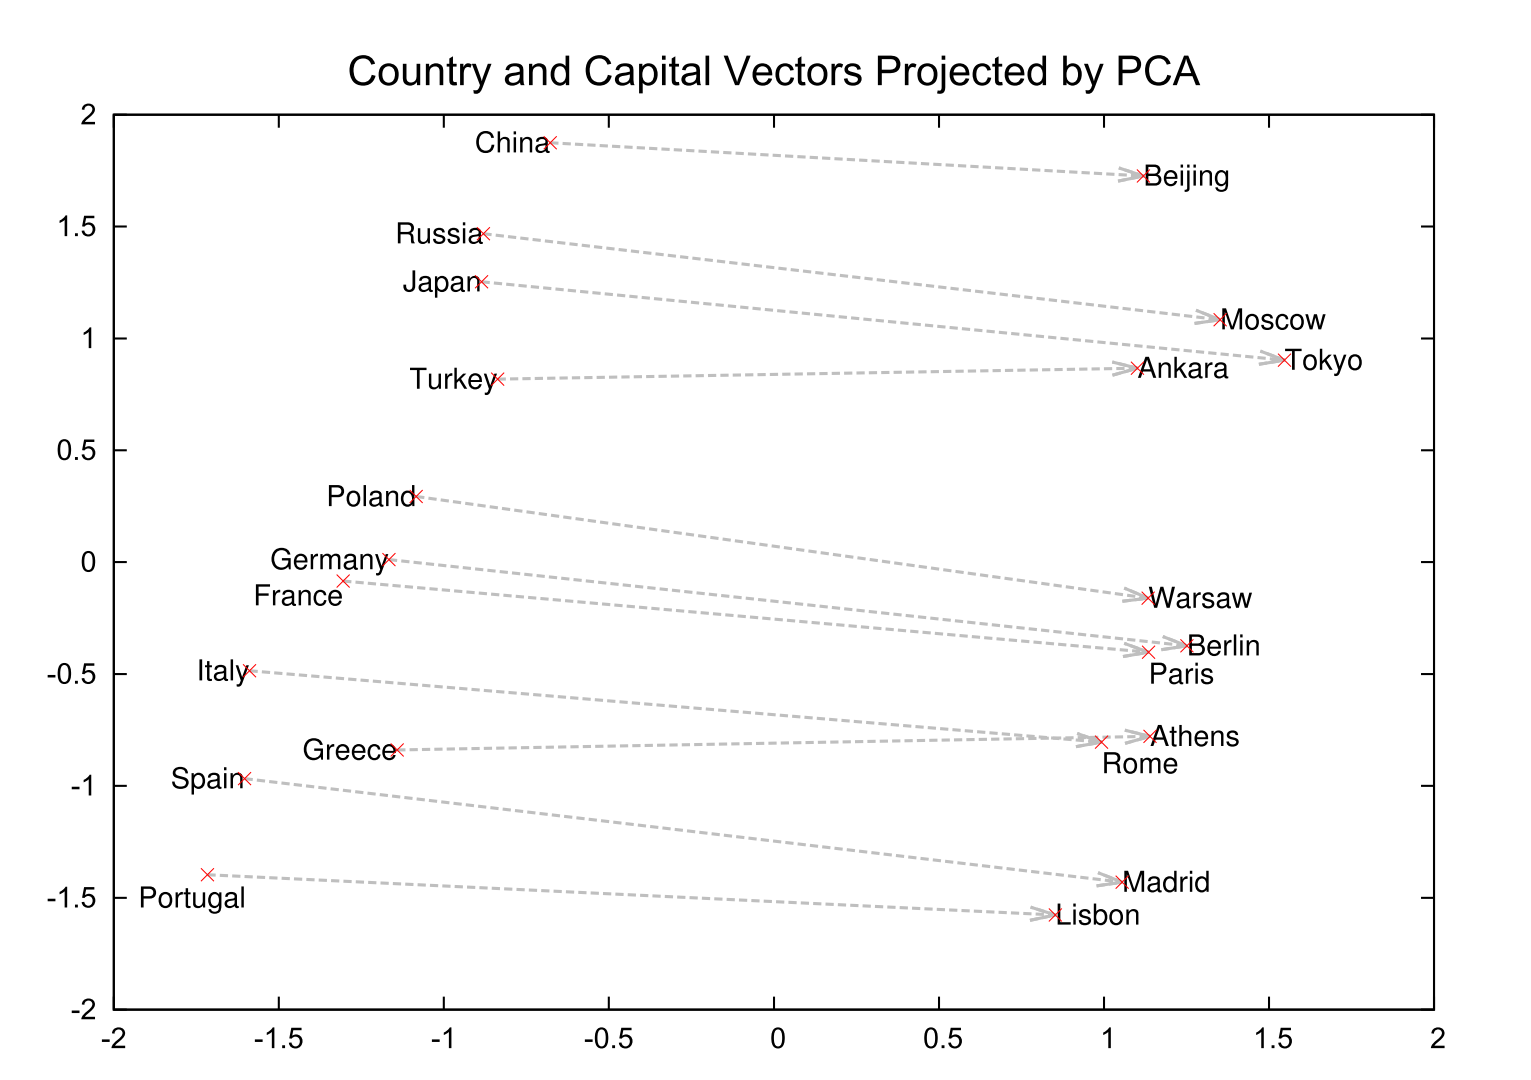 Country and Capital Vectors Projected by PCA
2
China
Beijing
1.5
Russia
Japan
Moscow
1
Tokyo
Ankara
Turkey
0.5
Poland
0
Germany
France
Warsaw
Berlin
-0.5
Italy
Paris
Athens
Greece
Rome
-1
Spain
Madrid
-1.5
Portugal
Lisbon
-2
-2 -1.5 -1 -0.5 0 0.5 1 1.5 2